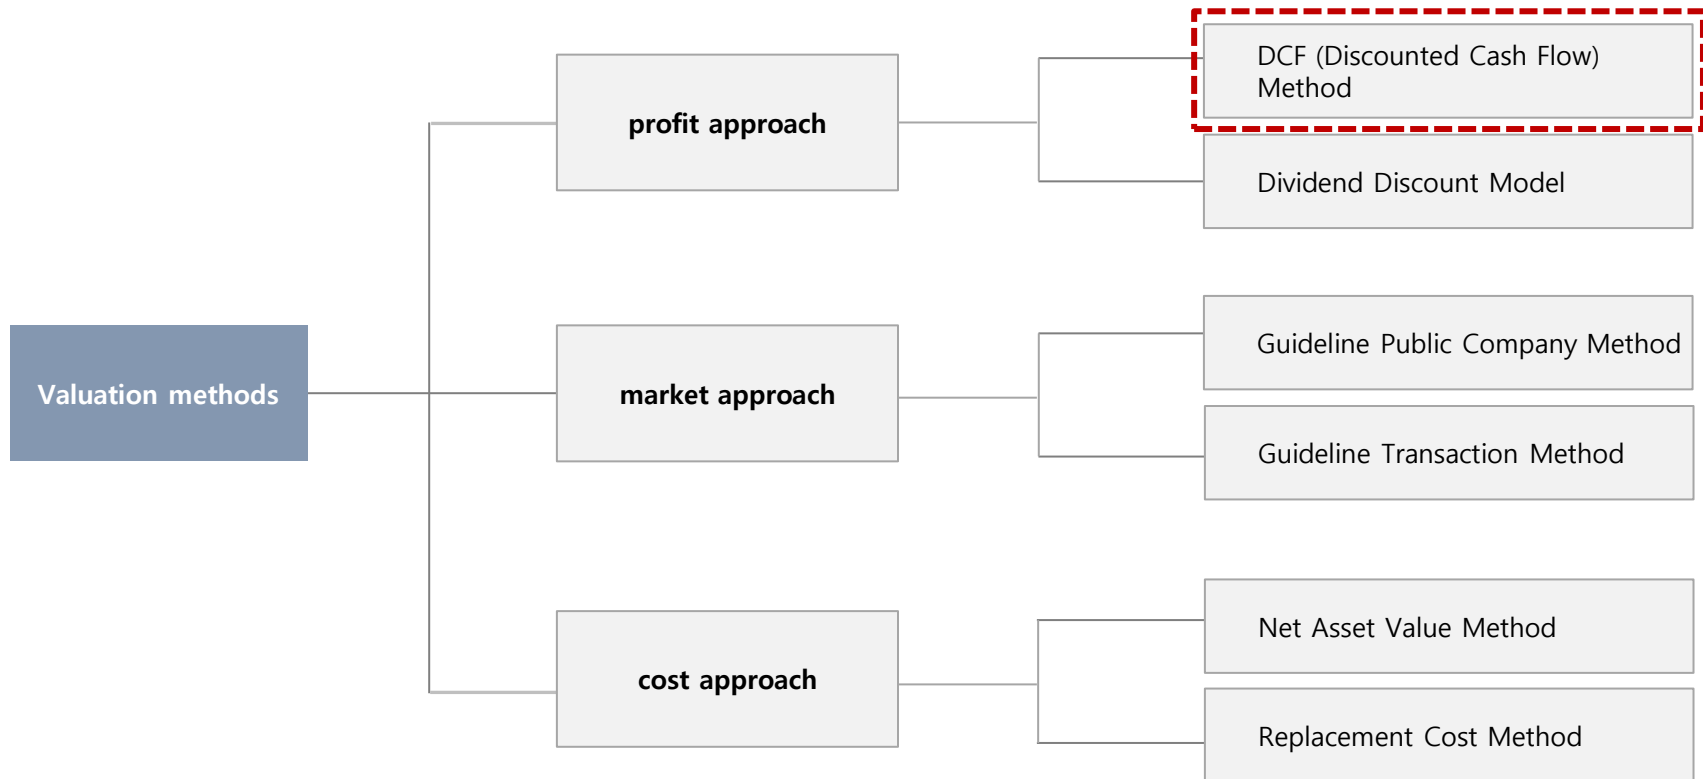 DCF (Discounted Cash Flow)
Method
profit approach
Dividend Discount Model
Guideline Public Company Method
Valuation methods
market approach
Guideline Transaction Method
Net Asset Value Method
cost approach
Replacement Cost Method